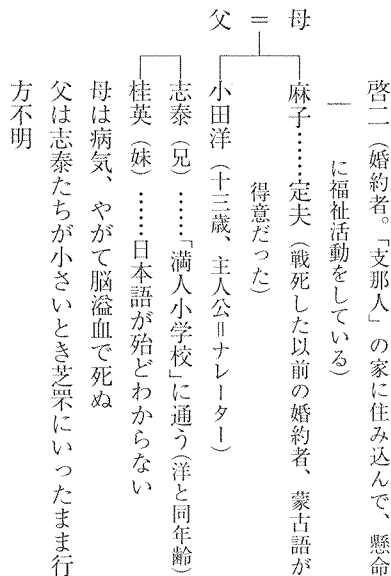 啓二(婚約者。「支那人」の家に住み込んで、懸命
に福祉活動をしている)
母
麻子……定夫(戦死した以前の婚約者、蒙古語が
得意だった)
=
父
小田洋(十三歳、主人公=ナレーター)
志泰(兄)……「満人小学校」に通う(洋と同年齢)
桂英(妹)……日本語が殆どわからない
母は病気、やがて脳溢血で死ぬ
父は志泰たちが小さいとき芝罘にいったまま行
方不明